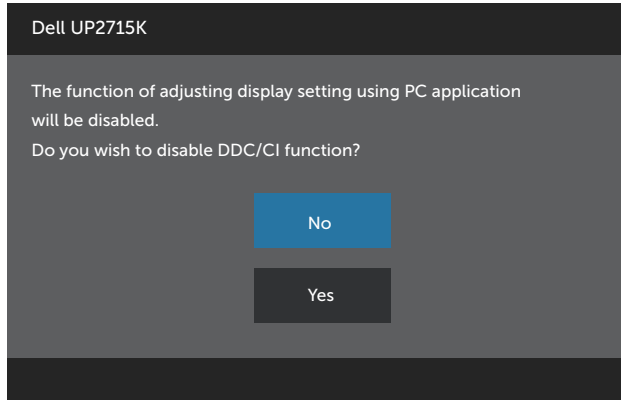 Dell UP2715K
The function of adjusting display setting using PC application
will be disabled.
Do you wish to disable DDC/CI function?
No
Yes